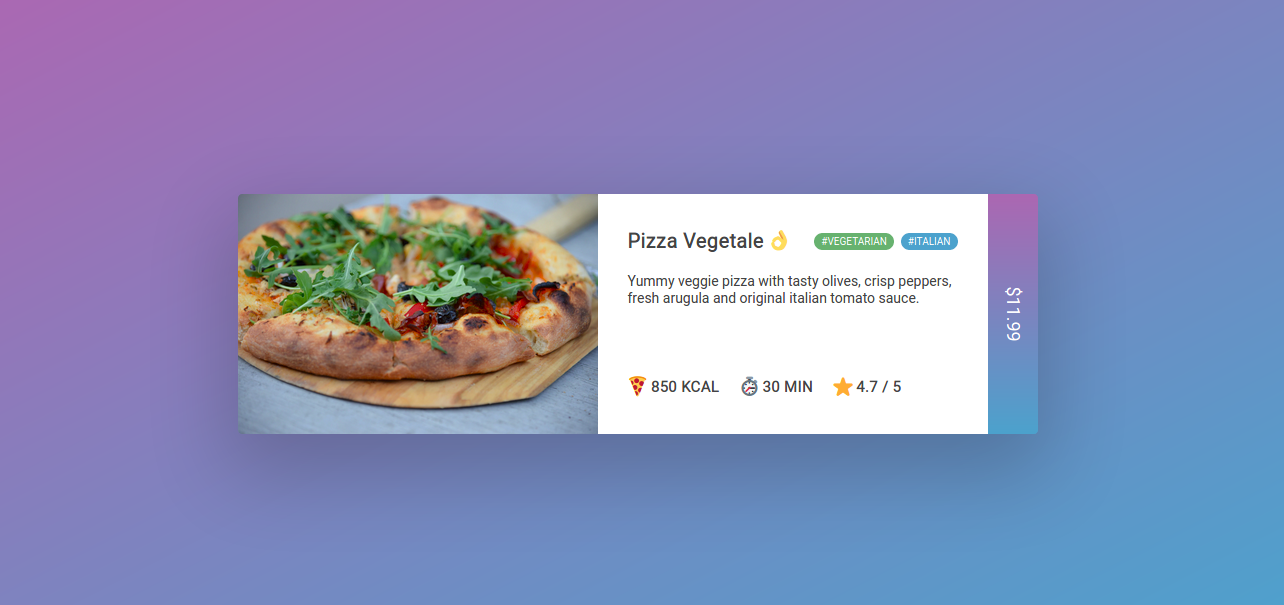 Pizza Vegetale 👌 #VEGETARIAN #ITALIAN
Yummy veggie pizza with tasty olives, crisp peppers,
fresh arugula and original italian tomato sauce.
🍕 850 KCAL ⏱ 30 MIN ⭐ 4.7 / 5
$11.99